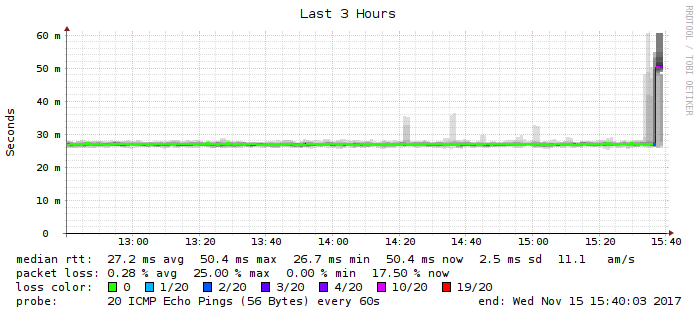 Last 3 Hours
RRDTOOL / TOBI OETIKER
Seconds
60 m
50 m
40 m
30 m
20 m
10 m
0
13:00 13:20 13:40 14:00 14:20 14:40 15:00 15:20 15:40
median rtt: 27.2 ms avg 50.4 ms max 26.7 ms min 50.4 ms now 2.5 ms sd 11.1 am/s
packet loss: 0.28 % avg 25.00 % max 0.00 % min 17.50 % now
loss color: 0 1/20 2/20 3/20 4/20 10/20 19/20
probe: 20 ICMP Echo Pings (56 Bytes) every 60s end: Wed Nov 15 15:40:03 2017